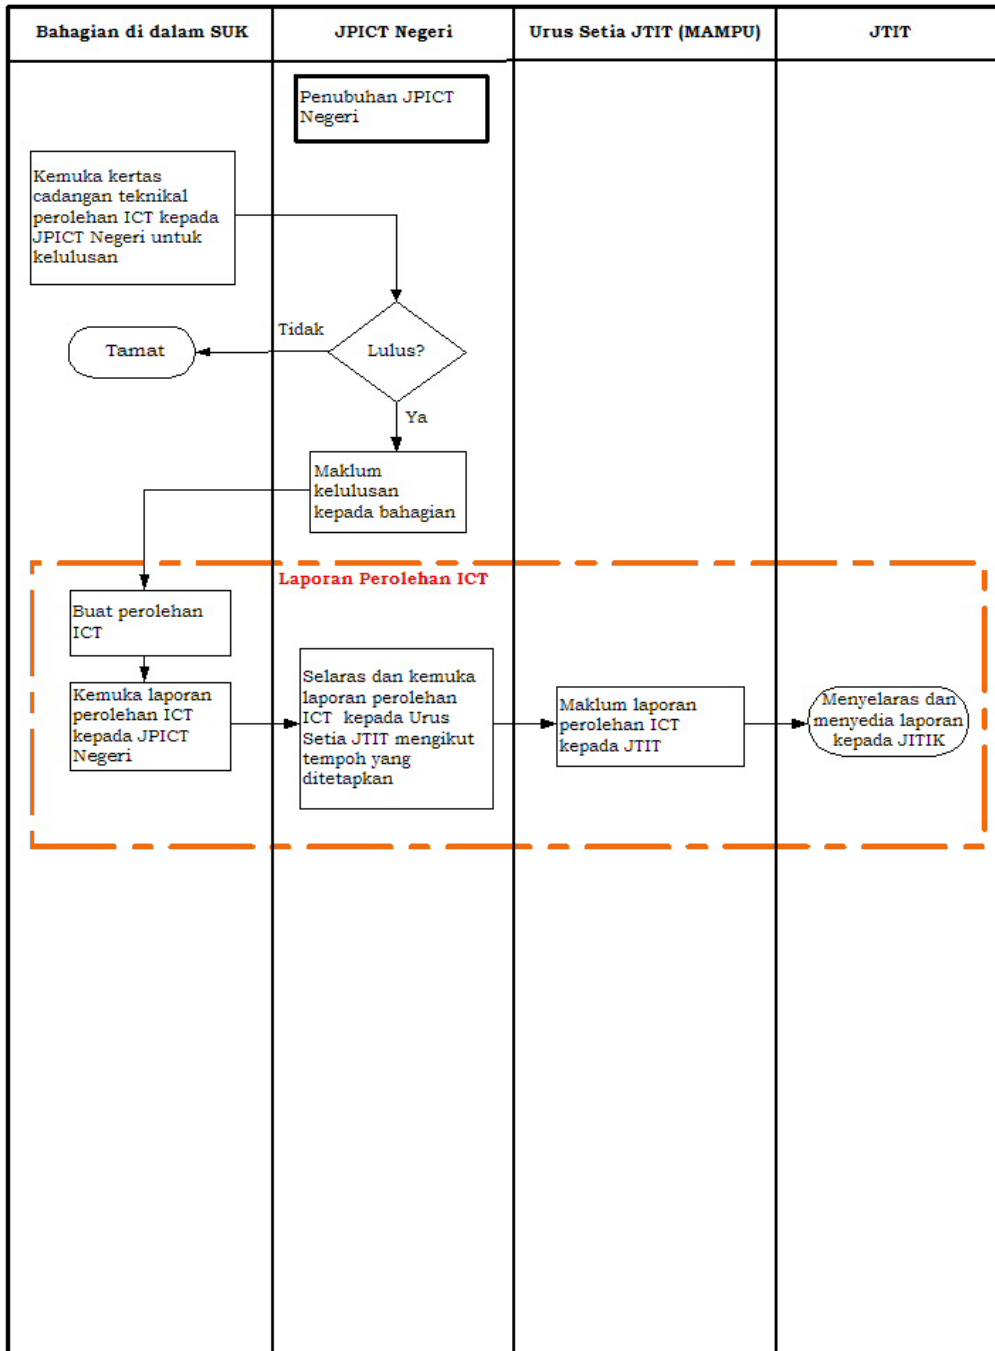 Bahagian di dalam SUK
JPICT Negeri
Urus Setia JTIT (MAMPU)
JTIT
Penubuhan JPICT
Negeri
Kemuka kertas
cadangan teknikal
perolehan ICT kepada
JPICT Negeri untuk
kelulusan
Tidak
Tamat
Lulus?
Ya
Maklum
kelulusan
kepada bahagian
Laporan Perolehan ICT
Buat perolehan
ICT
Kemuka laporan
perolehan ICT
kepada JPICT
Negeri
Selaras dan kemuka
laporan perolehan
ICT kepada Urus
Setia JTIT mengikut
tempoh yang
ditetapkan
Maklum laporan
perolehan ICT
kepada JTIT
Menyelaras dan
menyedia laporan
kepada JITIK